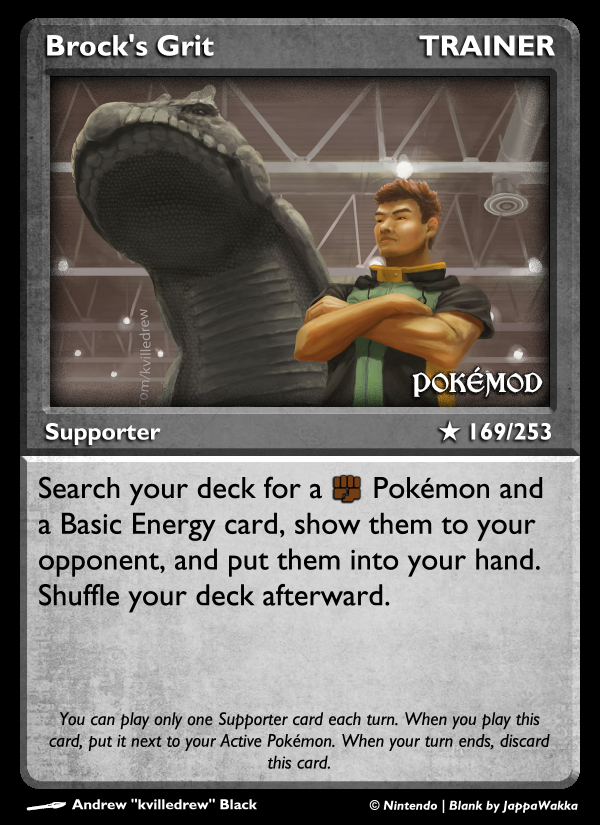 Brock's Grit TRAINER
com/kvilledrew
POKÉMOD
Supporter ★ 169/253
Search your deck for a Pokémon and
a Basic Energy card, show them to your
opponent, and put them into your hand.
Shuffle your deck afterward.
You can play only one Supporter card each turn. When you play this
card, put it next to your Active Pokémon. When your turn ends, discard
this card.
Andrew "kvilledrew" Black © Nintendo | Blank by JappaWakka